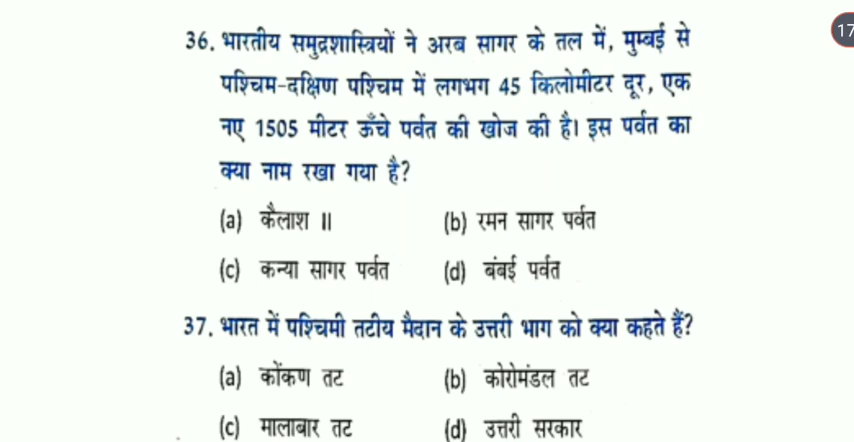 17
36. भारतीय समुद्रशास्त्रियों ने अरब सागर के तल में, मुम्बई से
पश्चिम-दक्षिण पश्चिम में लगभग 45 किलोमीटर दूर, एक
नए 1505 मीटर ऊँचे पर्वत की खोज की है। इस पर्वत का
क्या नाम रखा गया है?
(a) कैलाश II (b) रमन सागर पर्वत
(c) कन्या सागर पर्वत (d) बंबई पर्वत
37. भारत में पश्चिमी तटीय मैदान के उत्तरी भाग को क्या कहते हैं?
(a) कोंकण तट (b) कोरोमंडल तट
(c) मालाबार तट (d) उत्तरी सरकार